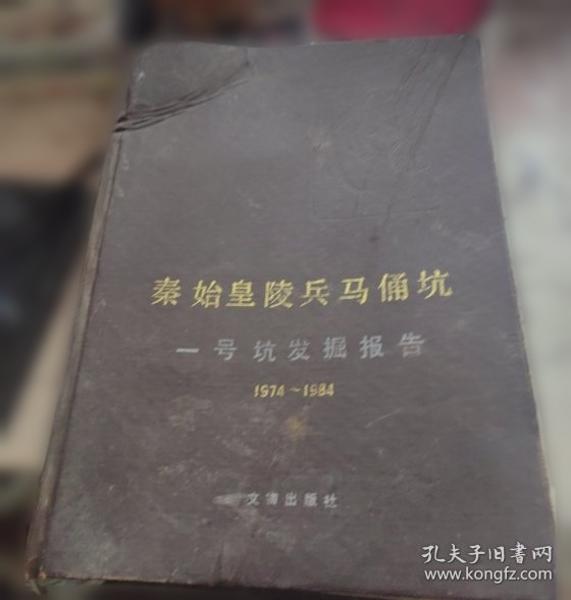 秦始皇陵兵马俑坑
一号坑发掘报告
1974~1984
文物出版社
孔夫子旧书网
www.kongfz.com